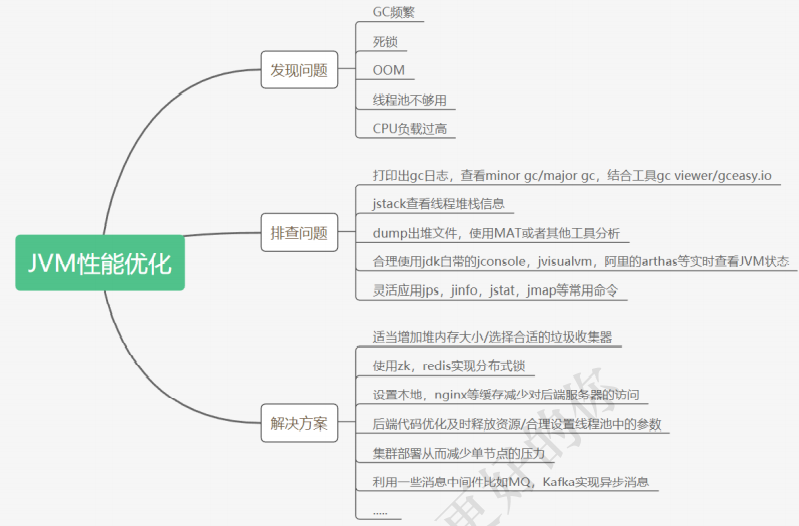 JVM性能优化
发现问题
GC频繁
死锁
OOM
线程池不够用
CPU负载过高
排查问题
打印出gc日志，查看minor gc/major gc，结合工具gc viewer/gceasy.io
jstack查看线程堆栈信息
dump出堆文件，使用MAT或者其他工具分析
合理使用jdk自带的jconsole，jvisualvm，阿里的arthas等实时查看JVM状态
灵活应用jps，jinfo，jstat，jmap等常用命令
解决方案
适当增加堆内存大小/选择合适的垃圾收集器
使用zk，redis实现分布式锁
设置本地，nginx等缓存减少对后端服务器的访问
后端代码优化及时释放资源/合理设置线程池中的参数
集群部署从而减少单节点的压力
利用一些消息中间件比如MQ，Kafka实现异步消息
.....
更好的你